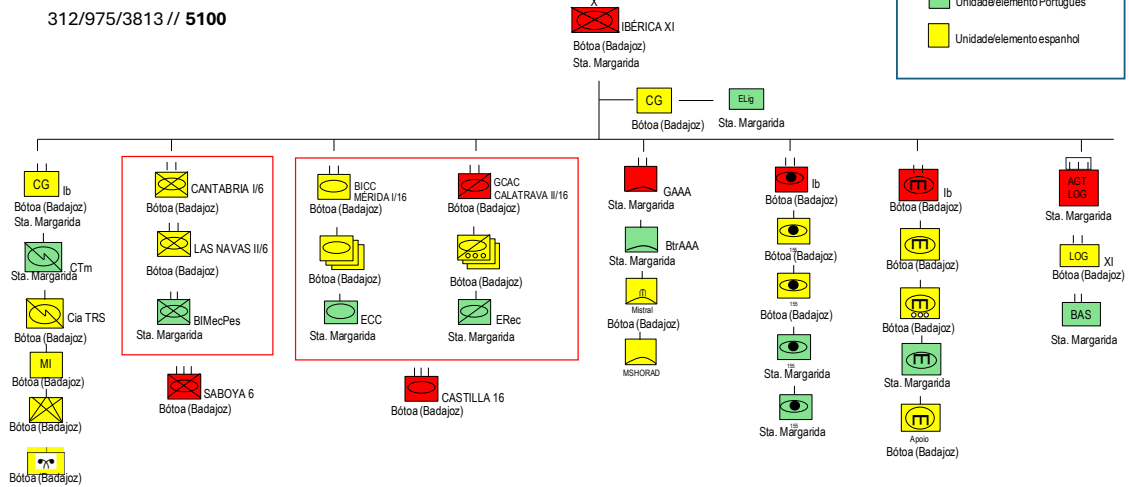 312/975/3813 // 5100
X
IBÉRICA XI
Bótoa (Badajoz)
Sta. Margarida
Unidade/elemento Português
Unidade/elemento espanhol
CG
Bótoa (Badajoz)
ELig
Sta. Margarida
CG
Ib
Bótoa (Badajoz)
Sta. Margarida
CTm
Sta. Margarida
Cia TRS
Bótoa (Badajoz)
MI
Bótoa (Badajoz)
Bótoa (Badajoz)
Bótoa (Badajoz)
CANTABRIA I/6
Bótoa (Badajoz)
LAS NAVAS II/6
Bótoa (Badajoz)
BIMecPes
Sta. Margarida
SABOYA 6
Bótoa (Badajoz)
BICC
MÉRIDA I/16
Bótoa (Badajoz)
Bótoa (Badajoz)
ECC
Sta. Margarida
GCAC
CALATRAVA II/16
Bótoa (Badajoz)
Bótoa (Badajoz)
ERec
Sta. Margarida
CASTILLA 16
Bótoa (Badajoz)
GAAA
Sta. Margarida
BtrAAA
Sta. Margarida
Mistral
Bótoa (Badajoz)
MSHORAD
Ib
Bótoa (Badajoz)
155
Bótoa (Badajoz)
155
Bótoa (Badajoz)
155
Sta. Margarida
155
Sta. Margarida
Ib
Bótoa (Badajoz)
Bótoa (Badajoz)
Bótoa (Badajoz)
Sta. Margarida
Apoio
Bótoa (Badajoz)
AGT
LOG
Sta. Margarida
LOG
XI
Bótoa (Badajoz)
BAS
Sta. Margarida